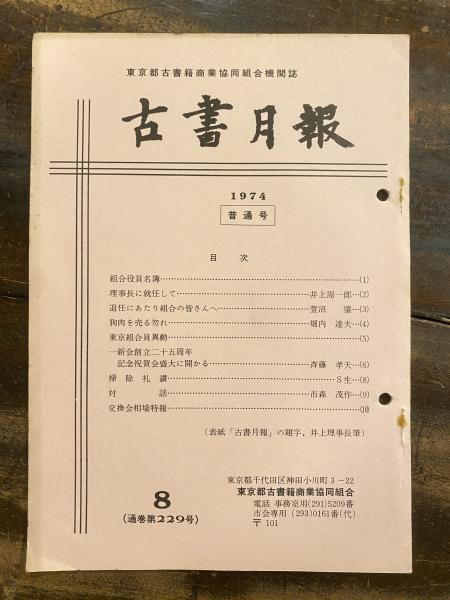 東京都古書籍商業協同組合機関誌
古書月報
1974
普通号
目次
組合役員名簿……(1)
理事長に就任して……井上周一郎…(2)
退任にあたり組合の皆さんへ……萱沼 肇…(3)
狗肉を売る勿れ……堀内 達夫…(4)
東京組合員異動……(5)
一新会創立二十五周年
記念祝賀会盛大に開かる……斉藤 孝夫…(6)
掃除礼讃……S生…(8)
対話……市森 茂作…(9)
交換会相場特報……(10)
(表紙「古書月報」の題字,井上理事長筆)
8
(通巻第229号)
東京都千代田区神田小川町3-22
東京都古書籍商業協同組合
電話 事務室用(291)5209番
市会専用(293)0161番(代)
〒101